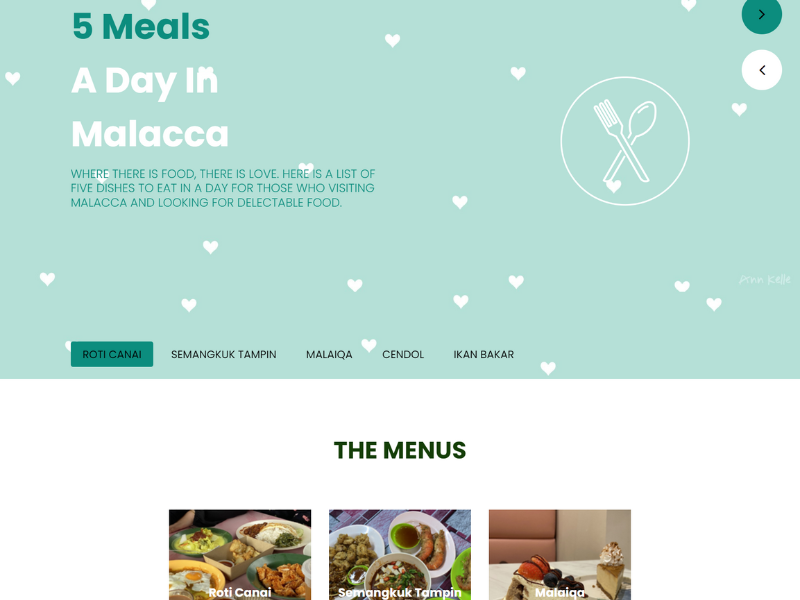 5 Meals
A Day In
Malacca
WHERE THERE IS FOOD, THERE IS LOVE. HERE IS A LIST OF
FIVE DISHES TO EAT IN A DAY FOR THOSE WHO VISITING
MALACCA AND LOOKING FOR DELECTABLE FOOD.
ROTI CANAI SEMANGKUK TAMPIN MALAIQA CENDOL IKAN BAKAR
THE MENUS
Roti Canai Semangkuk Tampin Malaiqa